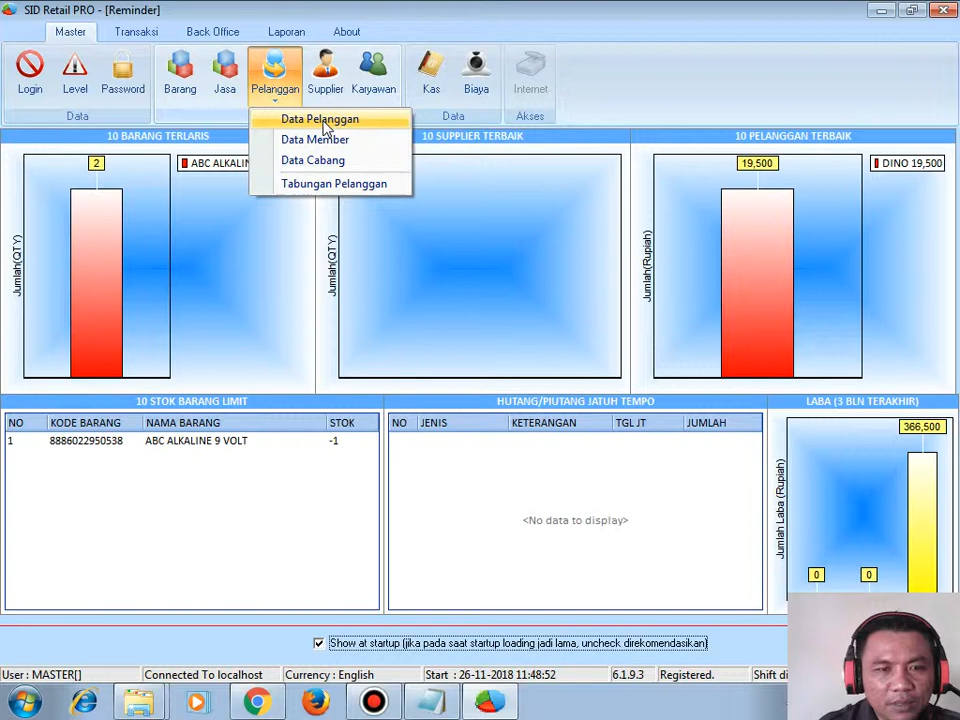 SID Retail PRO - [Reminder]
Master Transaksi Back Office Laporan About
Login Level Password Barang Jasa Pelanggan Supplier Karyawan Kas Biaya Internet
Data Data Akses
Data Pelanggan
Data Member
Data Cabang
Tabungan Pelanggan
10 BARANG TERLARIS 10 SUPPLIER TERBAIK 10 PELANGGAN TERBAIK
2
ABC ALKALIN
19,500
DINO 19,500
Jumlah(QTY)
Jumlah(QTY)
Jumlah(Rupiah)
10 STOK BARANG LIMIT HUTANG/PIUTANG JATUH TEMPO LABA (3 BLN TERAKHIR)
NO KODE BARANG NAMA BARANG STOK
1 8886022950538 ABC ALKALINE 9 VOLT -1
NO JENIS KETERANGAN TGL JT JUMLAH
<No data to display>
366,500
Jumlah Laba (Rupiah)
0 0
Show at startup (jika pada saat startup loading jadi lama, uncheck direkomendasikan)
User : MASTER[] Connected To localhost Currency : English Start : 26-11-2018 11:48:52 6.1.9.3 Registered. Shift di